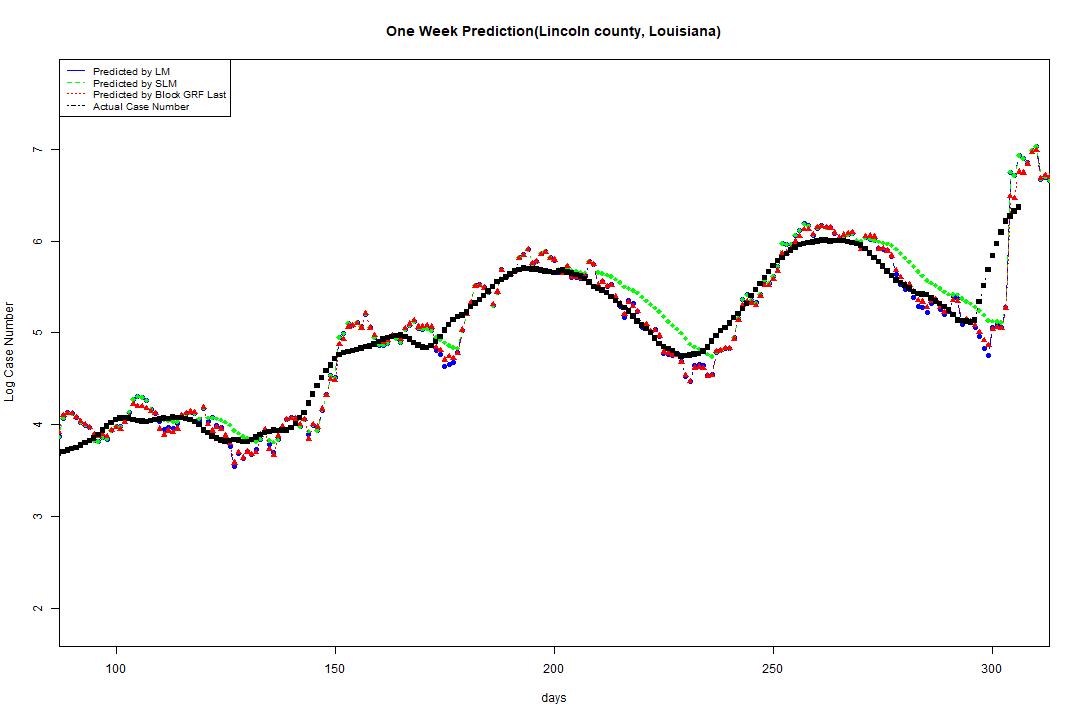 One Week Prediction(Lincoln county, Louisiana)
Predicted by LM
Predicted by SLM
Predicted by Block GRF Last
Actual Case Number
Log Case Number
7
6
5
4
3
2
100 150 200 250 300
days